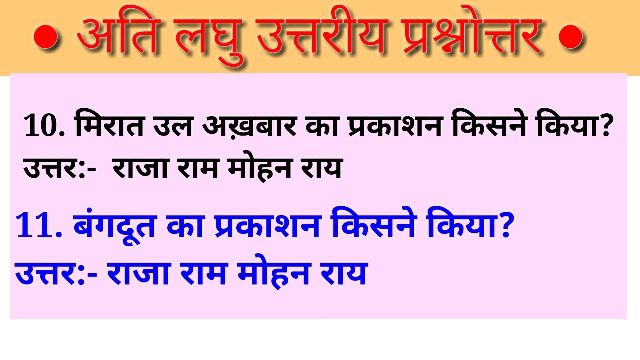 ● अति लघु उत्तरीय प्रश्नोत्तर ●
10. मिरात उल अख़बार का प्रकाशन किसने किया?
उत्तर:- राजा राम मोहन राय
11. बंगदूत का प्रकाशन किसने किया?
उत्तर:- राजा राम मोहन राय